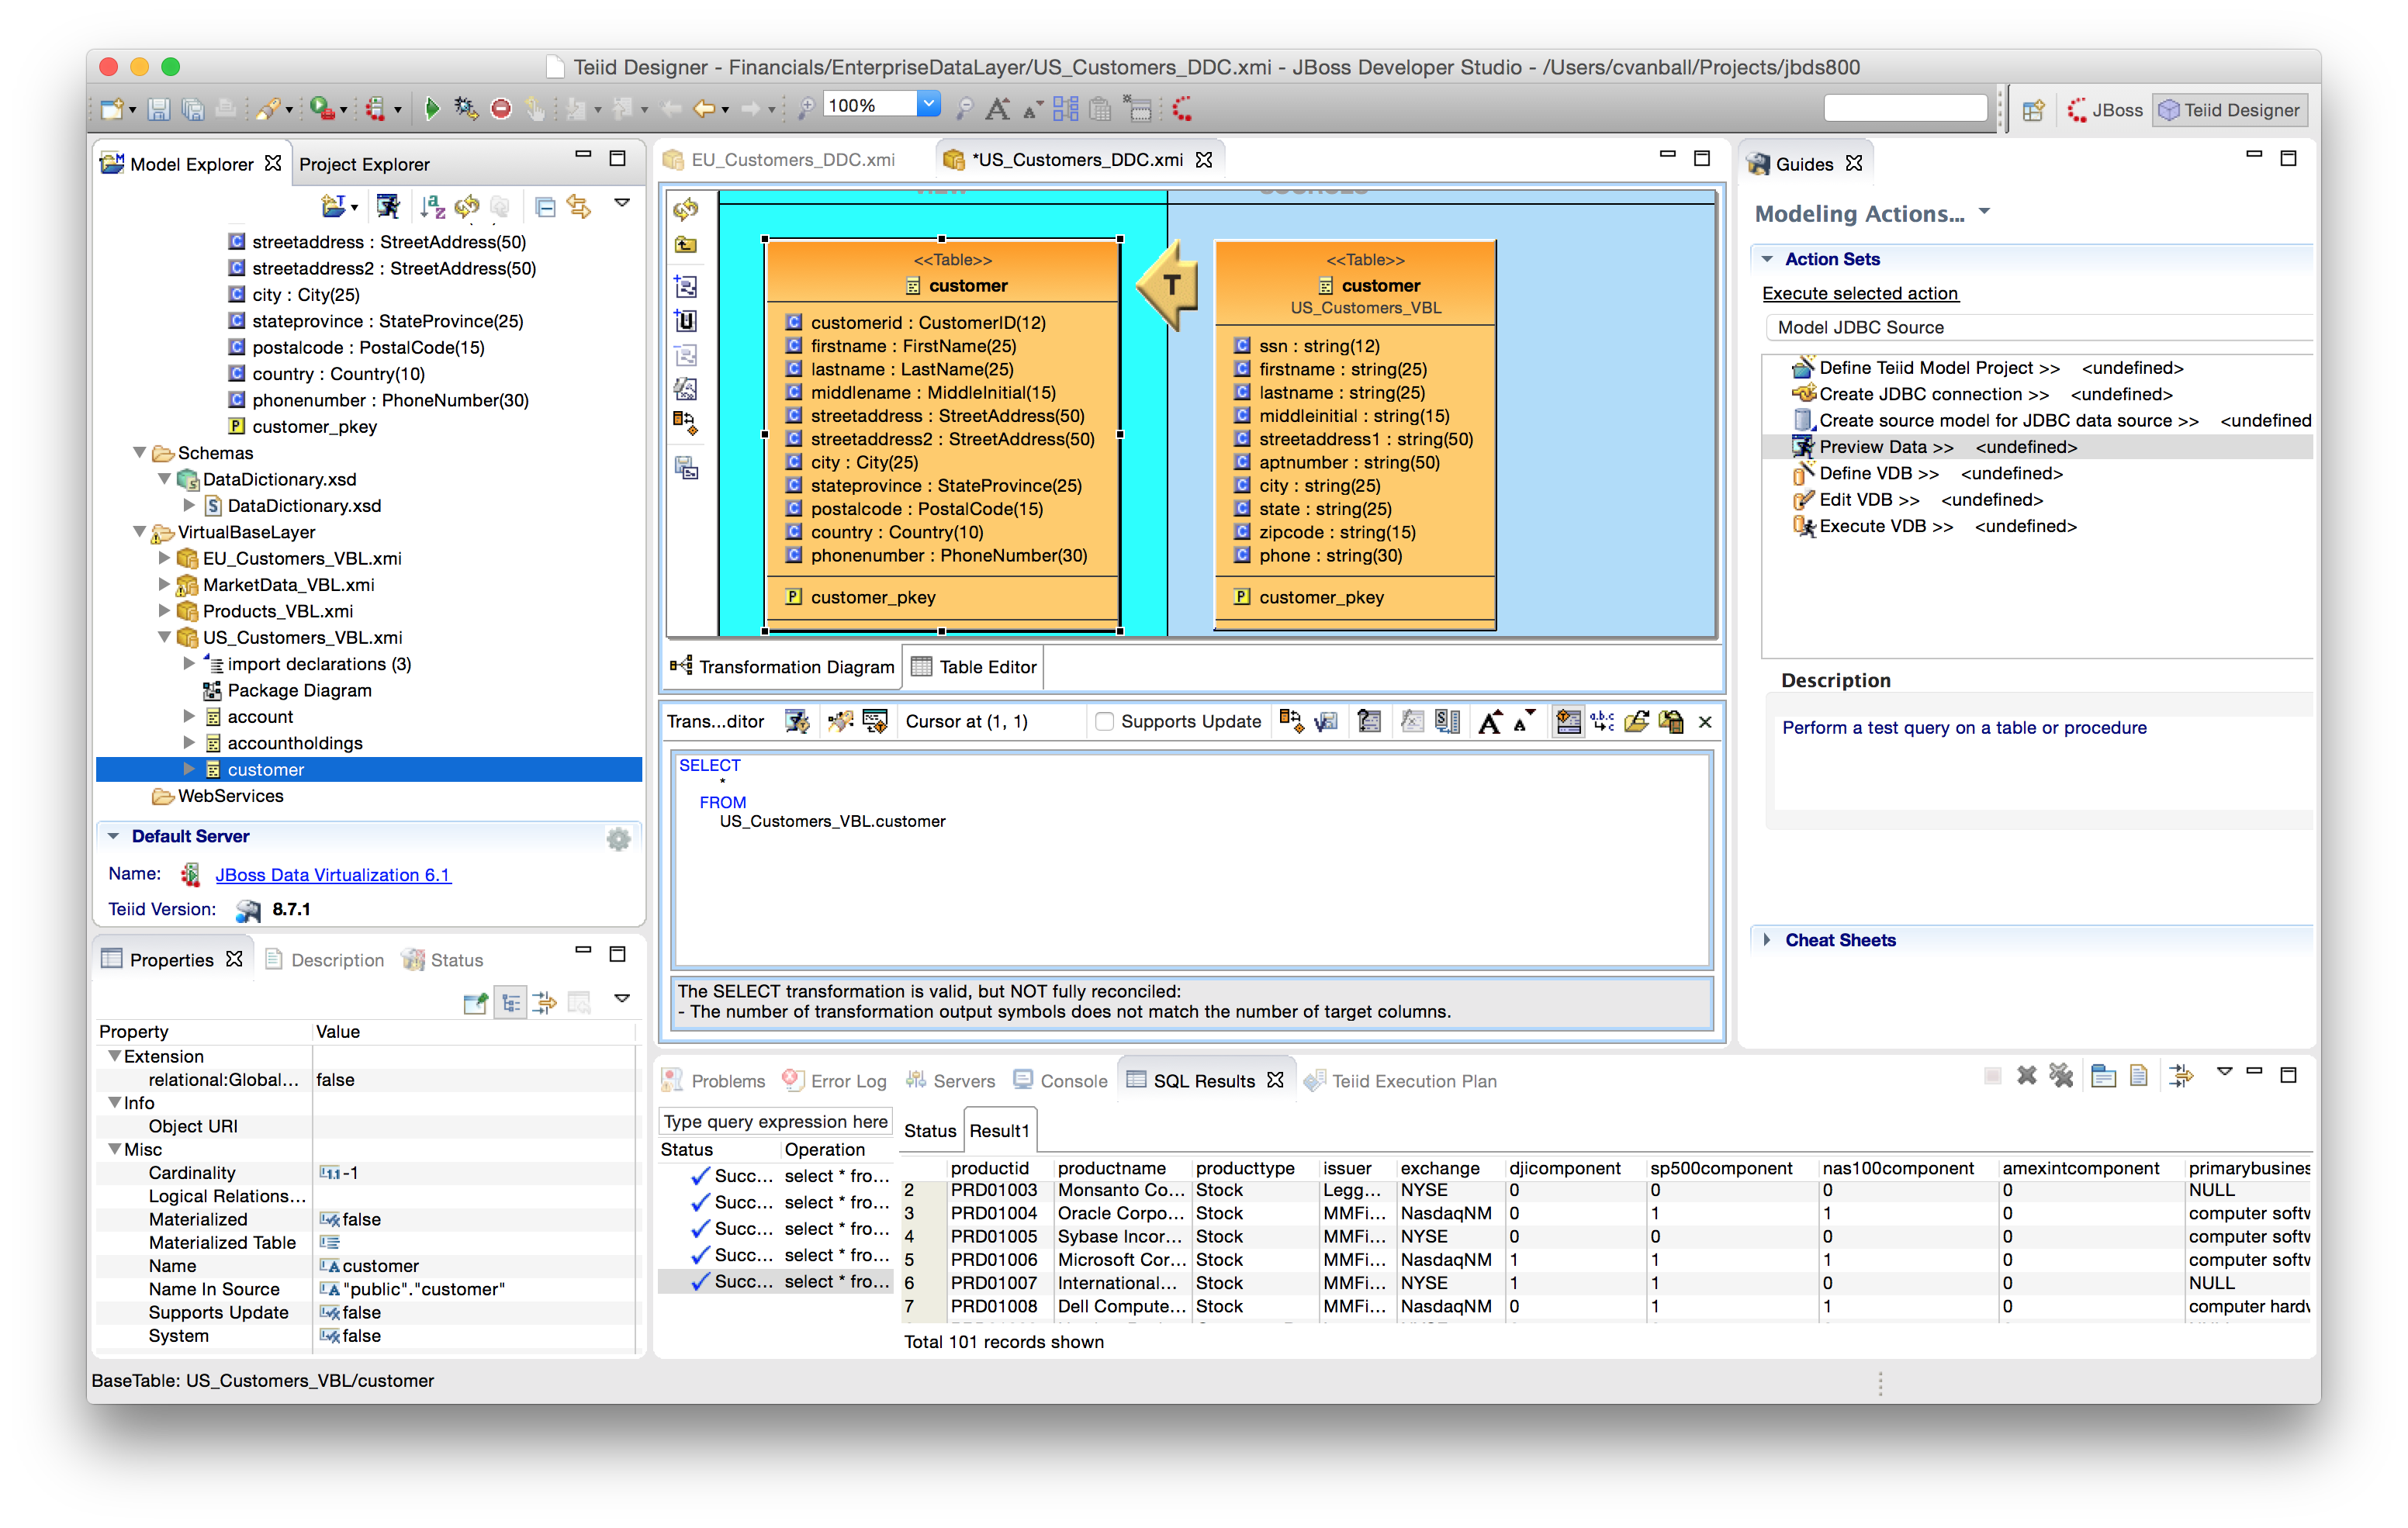 Teiid Designer - Financials/EnterpriseDataLayer/US_Customers_DDC.xmi - JBoss Developer Studio - /Users/cvanball/Projects/jbds800
100%
JBoss
Teiid Designer
Model Explorer
Project Explorer
streetaddress : StreetAddress(50)
streetaddress2 : StreetAddress(50)
city : City(25)
stateprovince : StateProvince(25)
postalcode : PostalCode(15)
country : Country(10)
phonenumber : PhoneNumber(30)
customer_pkey
Schemas
DataDictionary.xsd
DataDictionary.xsd
VirtualBaseLayer
EU_Customers_VBL.xmi
MarketData_VBL.xmi
Products_VBL.xmi
US_Customers_VBL.xmi
import declarations (3)
Package Diagram
account
accountholdings
customer
WebServices
Default Server
Name: JBoss Data Virtualization 6.1
Teiid Version: 8.7.1
Properties
Description
Status
Property Value
Extension
relational:Global... false
Info
Object URI
Misc
Cardinality -1
Logical Relations...
Materialized false
Materialized Table
Name customer
Name In Source "public"."customer"
Supports Update false
System false
BaseTable: US_Customers_VBL/customer
EU_Customers_DDC.xmi
*US_Customers_DDC.xmi
<<Table>>
customer
customerid : CustomerID(12)
firstname : FirstName(25)
lastname : LastName(25)
middlename : MiddleInitial(15)
streetaddress : StreetAddress(50)
streetaddress2 : StreetAddress(50)
city : City(25)
stateprovince : StateProvince(25)
postalcode : PostalCode(15)
country : Country(10)
phonenumber : PhoneNumber(30)
customer_pkey
T
<<Table>>
customer
US_Customers_VBL
ssn : string(12)
firstname : string(25)
lastname : string(25)
middleinitial : string(15)
streetaddress1 : string(50)
aptnumber : string(50)
city : string(25)
state : string(25)
zipcode : string(15)
phone : string(30)
customer_pkey
Transformation Diagram
Table Editor
Trans...ditor
Cursor at (1, 1)
Supports Update
SELECT
*
FROM
US_Customers_VBL.customer
The SELECT transformation is valid, but NOT fully reconciled:
- The number of transformation output symbols does not match the number of target columns.
Guides
Modeling Actions...
Action Sets
Execute selected action
Model JDBC Source
Define Teiid Model Project >> <undefined>
Create JDBC connection >> <undefined>
Create source model for JDBC data source >> <undefined
Preview Data >> <undefined>
Define VDB >> <undefined>
Edit VDB >> <undefined>
Execute VDB >> <undefined>
Description
Perform a test query on a table or procedure
Cheat Sheets
Problems
Error Log
Servers
Console
SQL Results
Teiid Execution Plan
Type query expression here
Status Operation
Succ... select * fro...
Succ... select * fro...
Succ... select * fro...
Succ... select * fro...
Succ... select * fro...
Status
Result1
productid productname producttype issuer exchange djicomponent sp500component nas100component amexintcomponent primarybusines
2 PRD01003 Monsanto Co... Stock Legg... NYSE 0 0 0 0 NULL
3 PRD01004 Oracle Corpo... Stock MMFi... NasdaqNM 0 1 1 0 computer softw
4 PRD01005 Sybase Incor... Stock MMFi... NYSE 0 0 0 0 computer softw
5 PRD01006 Microsoft Cor... Stock MMFi... NasdaqNM 1 1 1 0 computer softw
6 PRD01007 International... Stock MMFi... NYSE 1 1 0 0 NULL
7 PRD01008 Dell Compute... Stock MMFi... NasdaqNM 0 1 1 0 computer hardw
Total 101 records shown